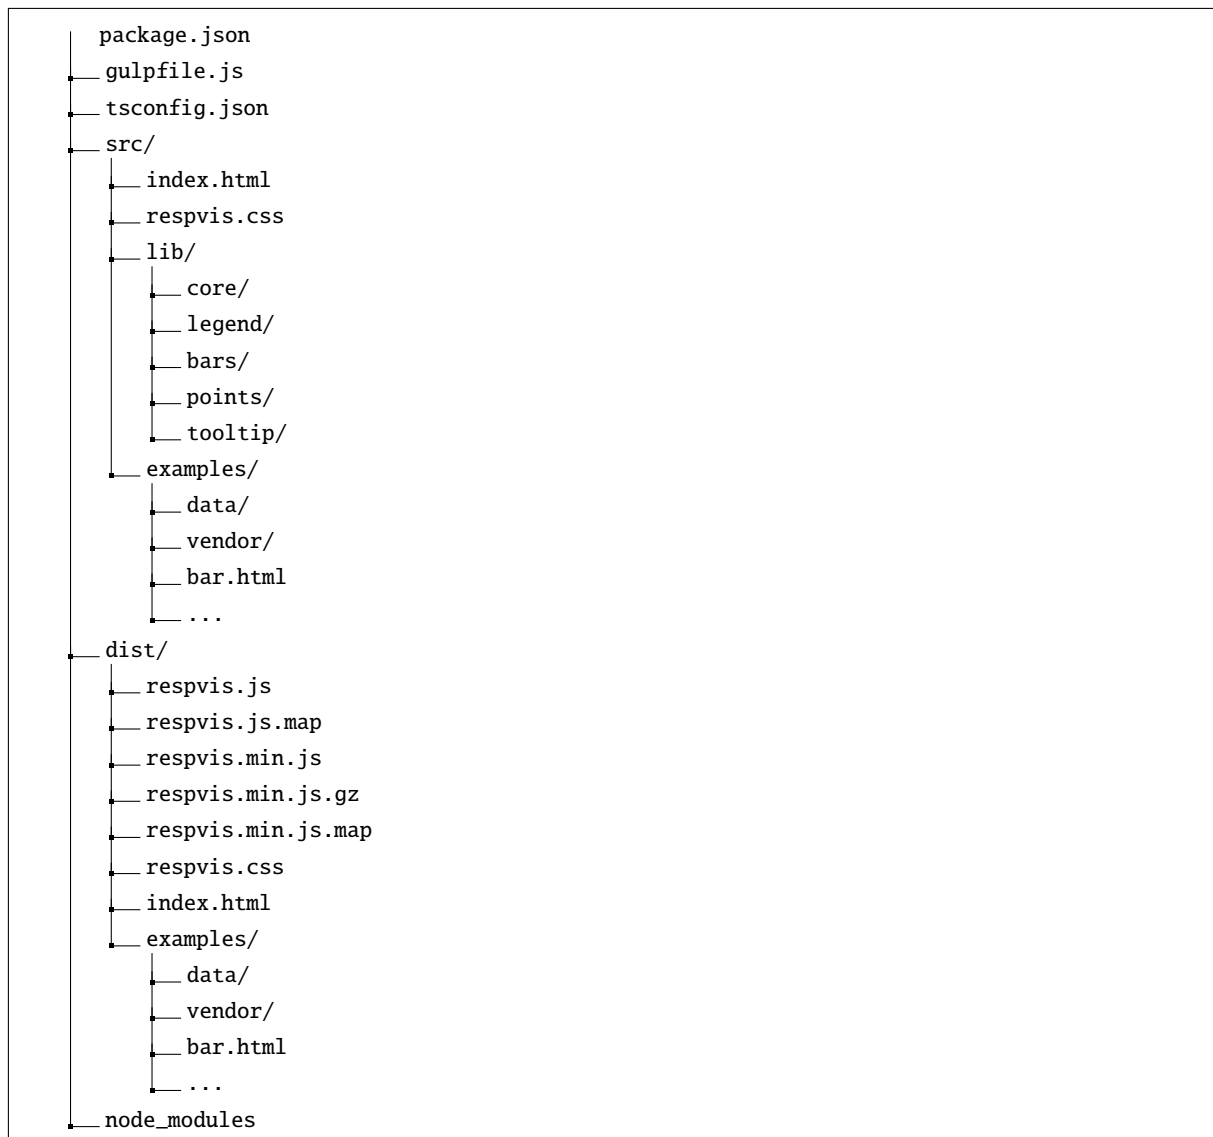 package.json
gulpfile.js
tsconfig.json
src/
index.html
respvis.css
lib/
core/
legend/
bars/
points/
tooltip/
examples/
data/
vendor/
bar.html
...
dist/
respvis.js
respvis.js.map
respvis.min.js
respvis.min.js.gz
respvis.min.js.map
respvis.css
index.html
examples/
data/
vendor/
bar.html
...
node_modules